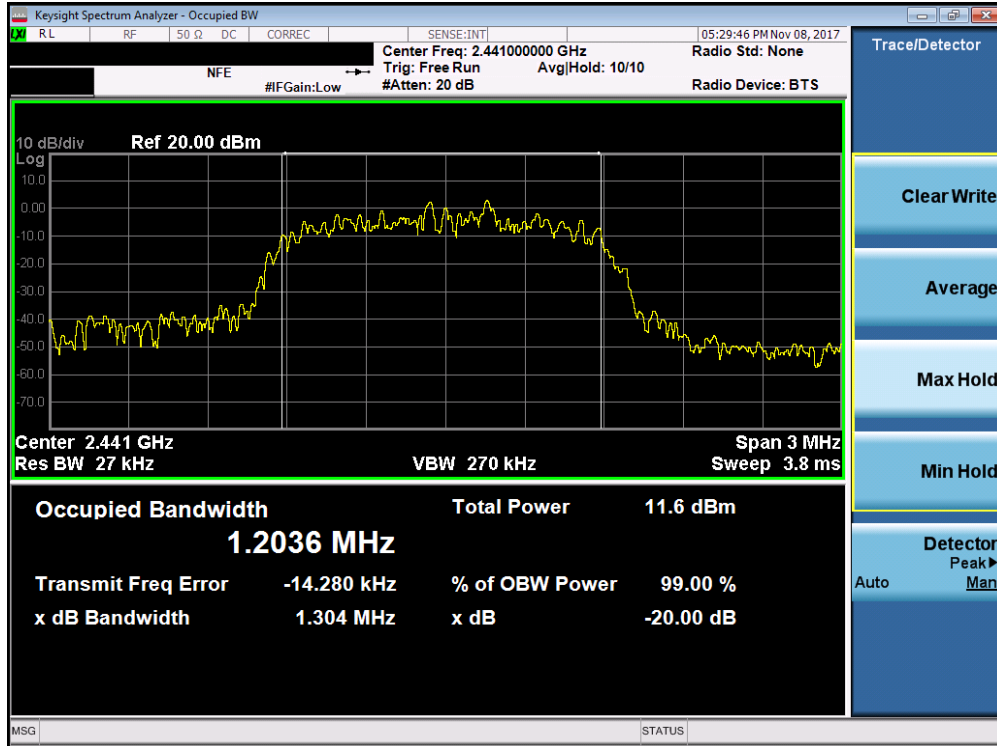 Keysight Spectrum Analyzer - Occupied BW
LXI RL RF 50 Ω DC CORREC SENSE:INT 05:29:46 PM Nov 08, 2017
Center Freq: 2.441000000 GHz Radio Std: None
NFE Trig: Free Run Avg|Hold: 10/10
#IFGain:Low #Atten: 20 dB Radio Device: BTS
10 dB/div Ref 20.00 dBm
Log
10.0
0.00
-10.0
-20.0
-30.0
-40.0
-50.0
-60.0
-70.0
Center 2.441 GHz Span 3 MHz
Res BW 27 kHz VBW 270 kHz Sweep 3.8 ms
Occupied Bandwidth Total Power 11.6 dBm
1.2036 MHz
Transmit Freq Error -14.280 kHz % of OBW Power 99.00 %
x dB Bandwidth 1.304 MHz x dB -20.00 dB
MSG STATUS
Trace/Detector
Clear Write
Average
Max Hold
Min Hold
Detector
Peak▶
Auto Man